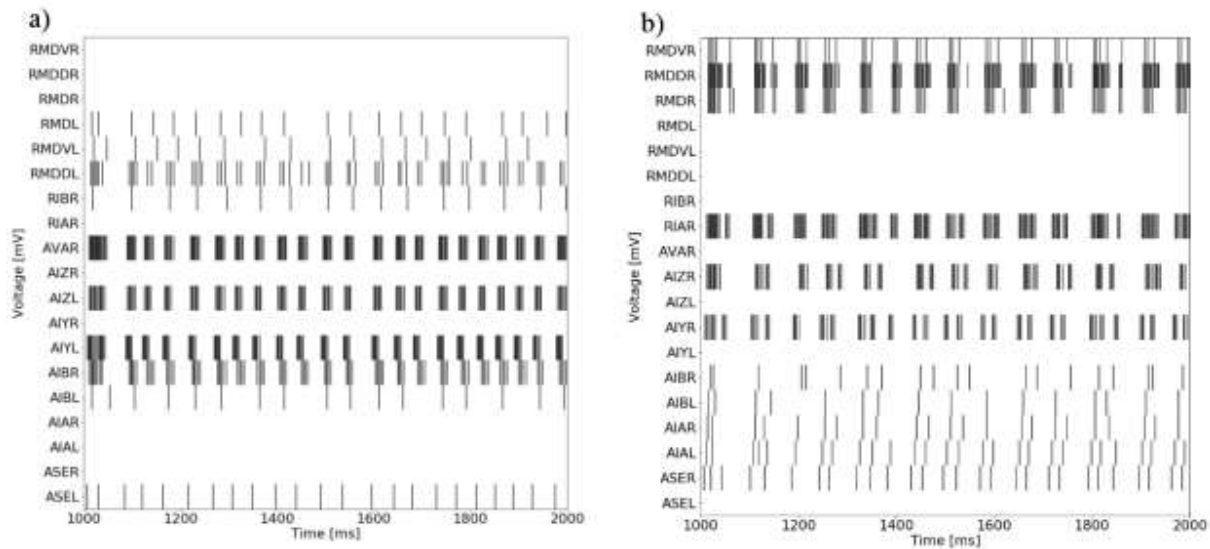 a)
RMDVR
RMDDR
RMDR
RMDL
RMDVL
RMDDL
RIBR
RIAR
AVAR
AIZR
AIZL
AIYR
AIYL
AIBR
AIBL
AIAR
AIAL
ASER
ASEL
Voltage [mV]
1000 1200 1400 1600 1800 2000
Time [ms]
b)
RMDVR
RMDDR
RMDR
RMDL
RMDVL
RMDDL
RIBR
RIAR
AVAR
AIZR
AIZL
AIYR
AIYL
AIBR
AIBL
AIAR
AIAL
ASER
ASEL
Voltage [mV]
1000 1200 1400 1600 1800 2000
Time [ms]